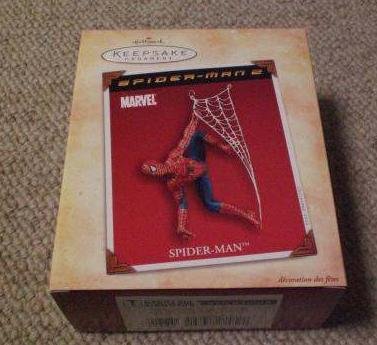 Hallmark
KEEPSAKE
ORNAMENT
SPIDER-MAN 2
MARVEL
SPIDER-MAN™
décoration des fêtes